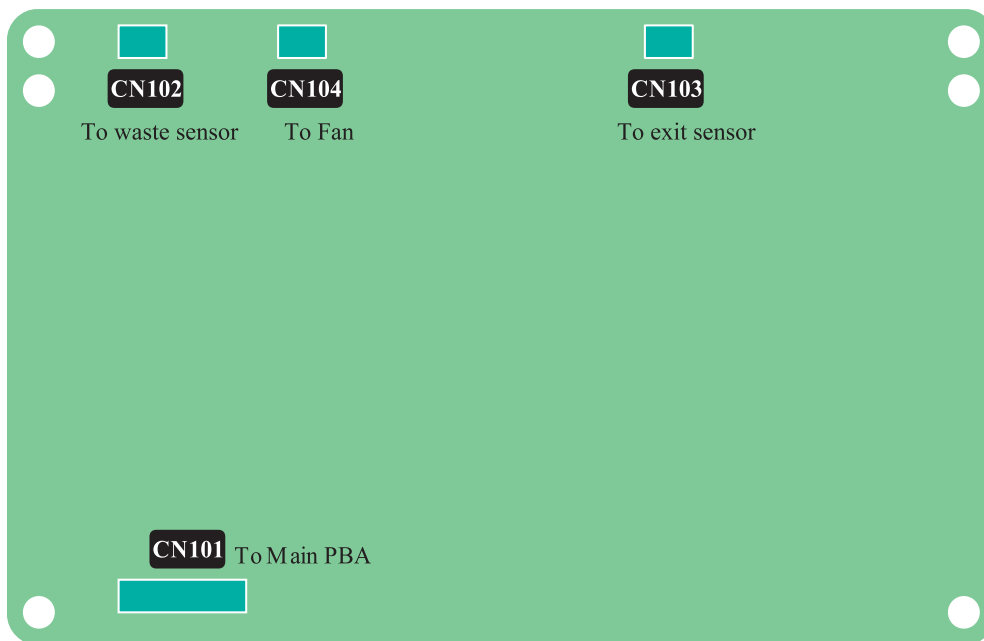 CN102 CN104 CN103
To waste sensor To Fan To exit sensor
CN101 To Main PBA